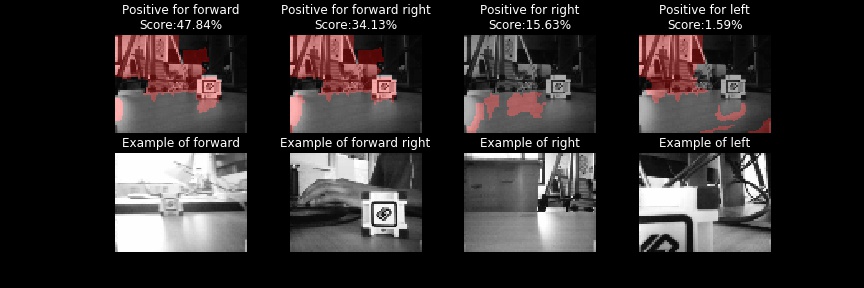 Positive for forward
Score:47.84%
Positive for forward right
Score:34.13%
Positive for right
Score:15.63%
Positive for left
Score:1.59%
Example of forward
Example of forward right
Example of right
Example of left